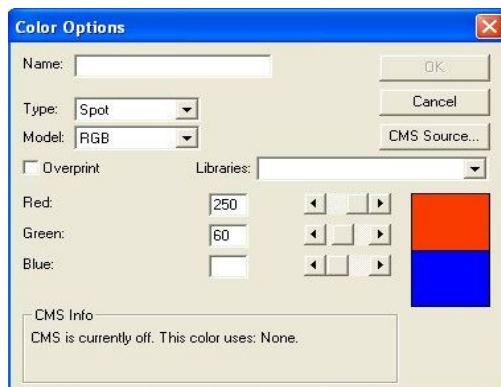 Color Options
Name:
OK
Type: Spot
Cancel
Model: RGB
CMS Source...
Overprint
Libraries:
Red: 250
Green: 60
Blue:
CMS Info
CMS is currently off. This color uses: None.